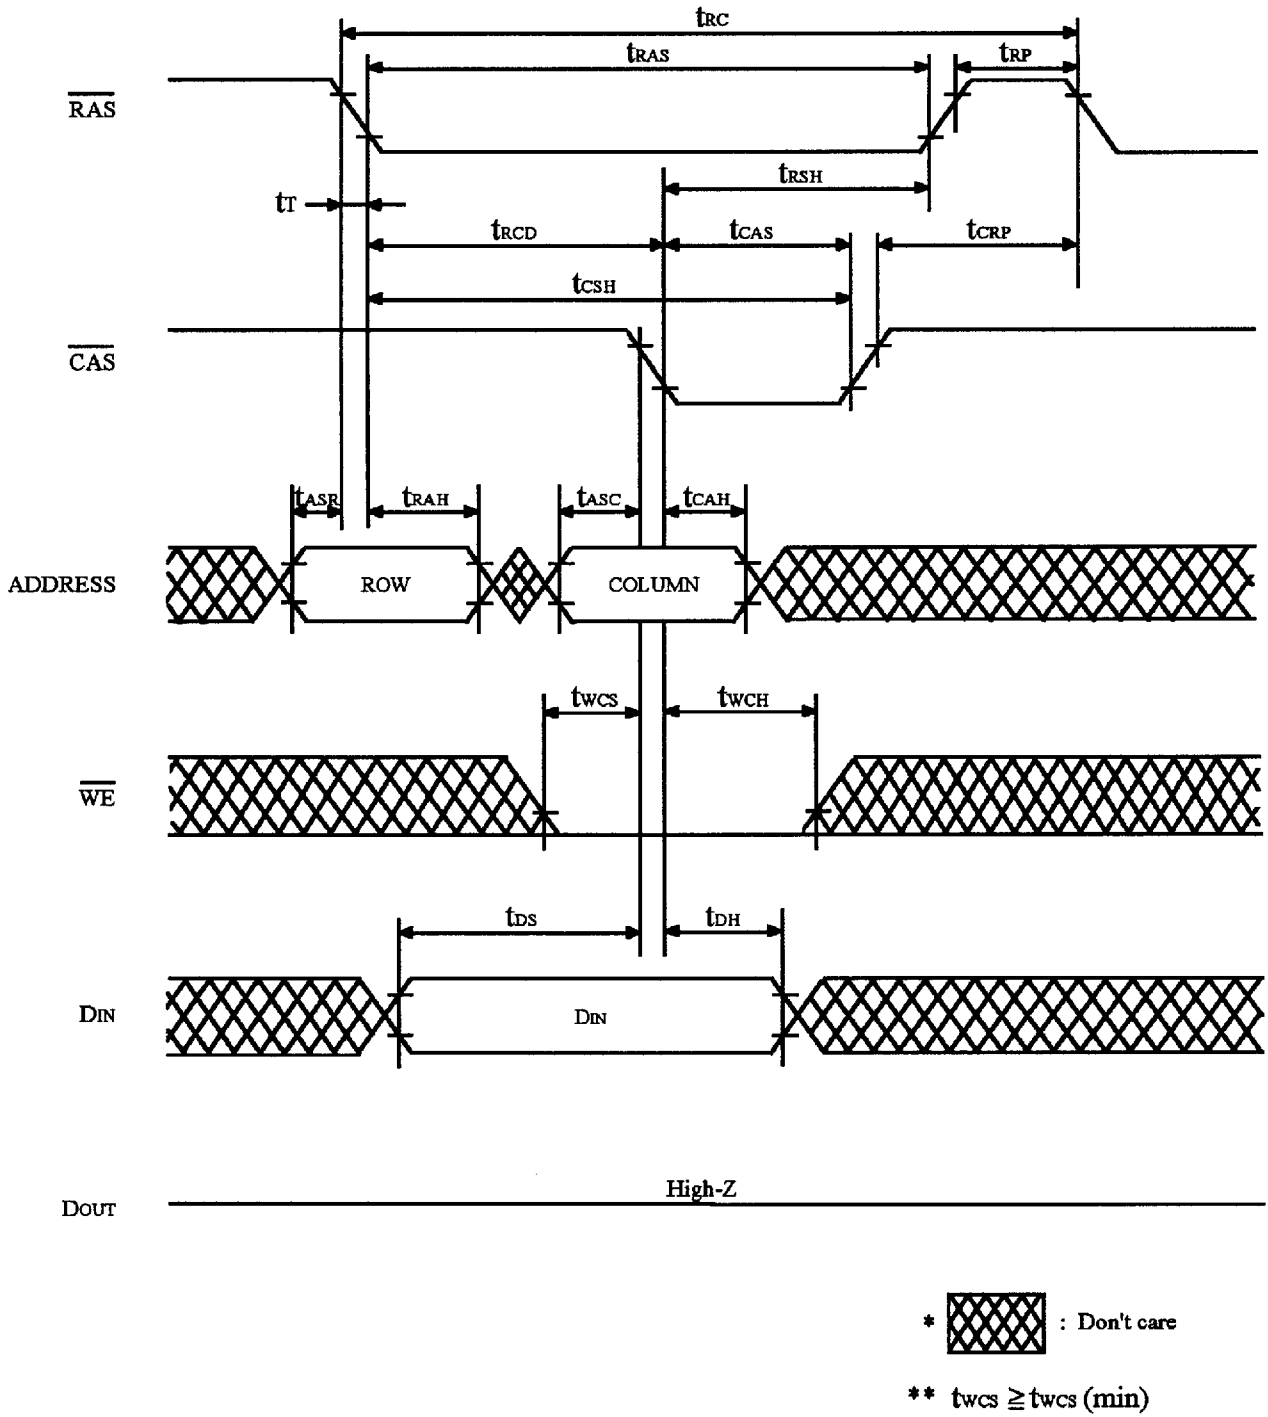 tRC
tRAS
tRP
RAS
tRSH
tT
tRCD
tCAS
tCRP
tCSH
CAS
tASR
tRAH
tASC
tCAH
ADDRESS
ROW
COLUMN
tWCS
tWCH
WE
tDS
tDH
DIN
DIN
High-Z
DOUT
* : Don't care
** twcs ≧ twcs (min)